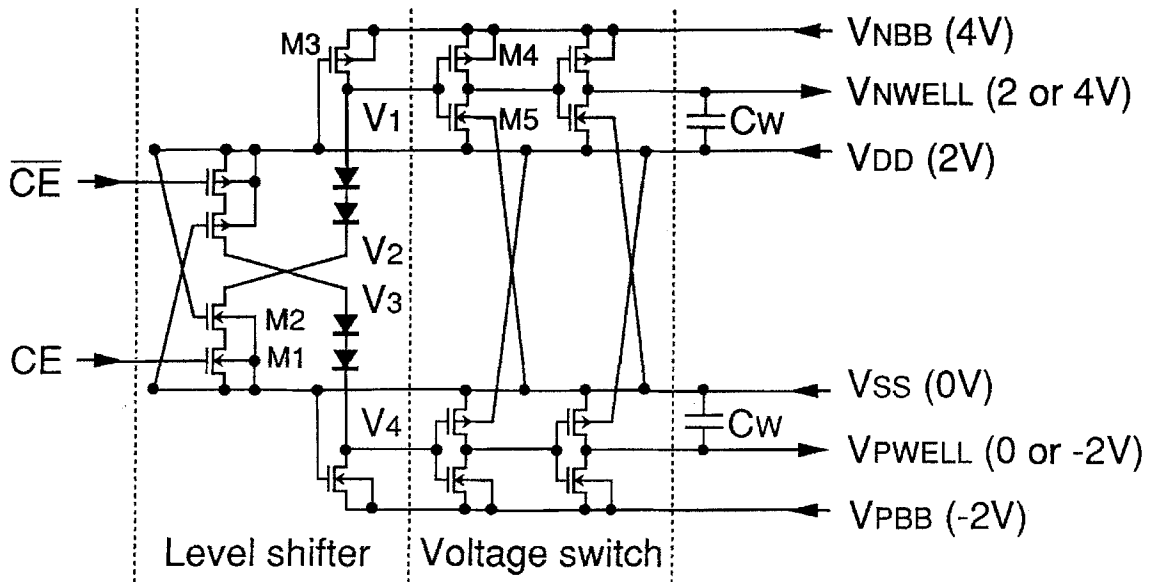 M3
M4
VNBB (4V)
V1
M5
VNWELL (2 or 4V)
CW
VDD (2V)
CE
V2
V3
M2
CE
M1
VSS (0V)
V4
CW
VPWELL (0 or -2V)
VPBB (-2V)
Level shifter
Voltage switch